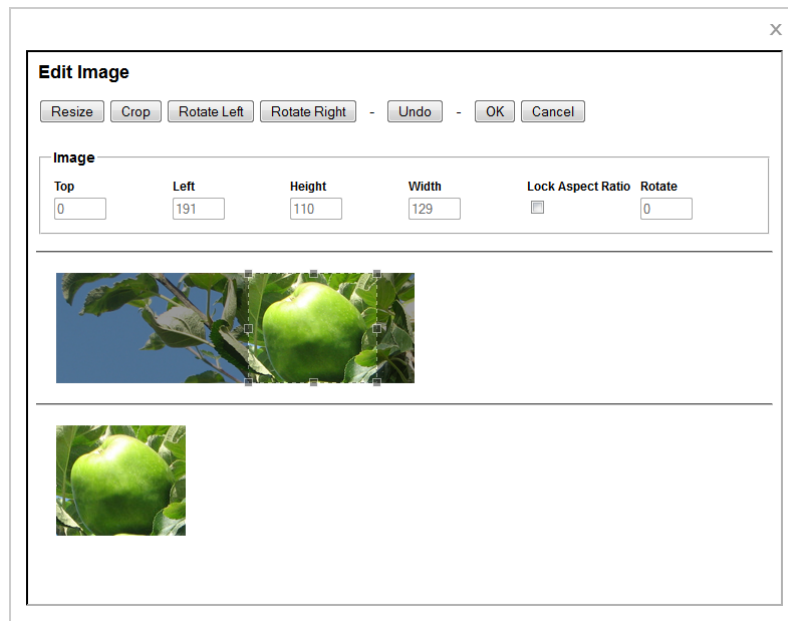 X
Edit Image
Resize Crop Rotate Left Rotate Right - Undo - OK Cancel
Image
Top Left Height Width Lock Aspect Ratio Rotate
0 191 110 129 0